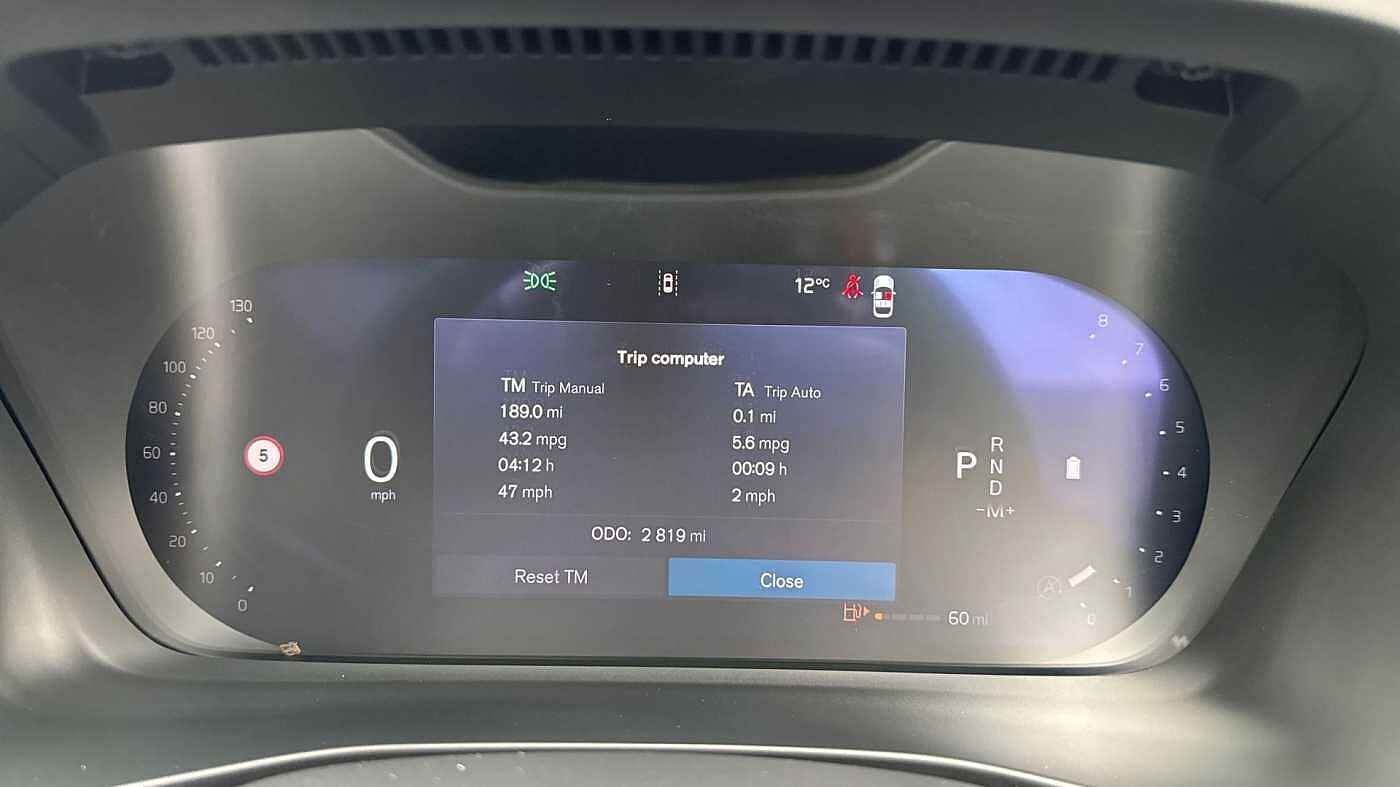 12°C
Trip computer
TM Trip Manual
TA Trip Auto
189.0 mi
0.1 mi
43.2 mpg
5.6 mpg
04:12 h
00:09 h
47 mph
2 mph
ODO: 2 819 mi
Reset TM
Close
60 mi
130
120
100
80
60
40
20
10
0
5
0
mph
P
R
N
D
-M+
8
7
6
5
4
3
2
1
0
A